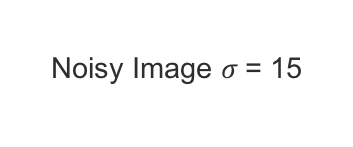 Noisy Image σ = 15